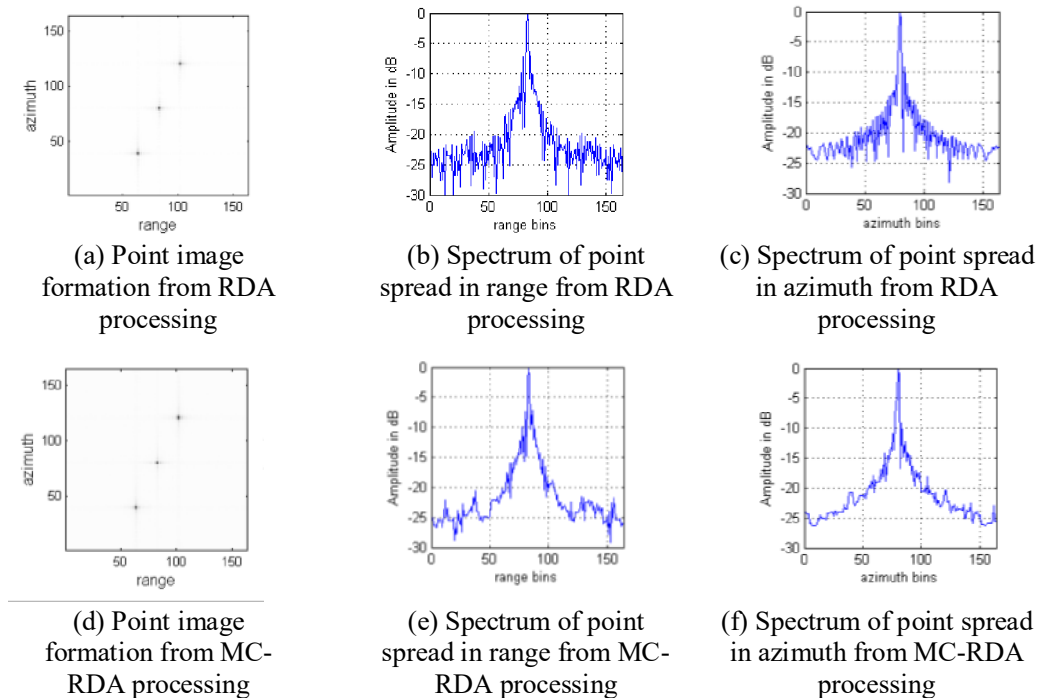 150
100
50
azimuth
50 100 150
range
0
-5
-10
-15
-20
-25
-30
Amplitude in dB
0 50 100 150
range bins
0
-5
-10
-15
-20
-25
-30
Amplitude in dB
0 50 100 150
azimuth bins
(a) Point image
formation from RDA
processing
(b) Spectrum of point
spread in range from RDA
processing
(c) Spectrum of point spread
in azimuth from RDA
processing
150
100
50
azimuth
50 100 150
range
0
-5
-10
-15
-20
-25
-30
Amplitude in dB
0 50 100 150
range bins
0
-5
-10
-15
-20
-25
-30
Amplitude in dB
0 50 100 150
azimuth bins
(d) Point image
formation from MC-
RDA processing
(e) Spectrum of point
spread in range from MC-
RDA processing
(f) Spectrum of point spread
in azimuth from MC-RDA
processing